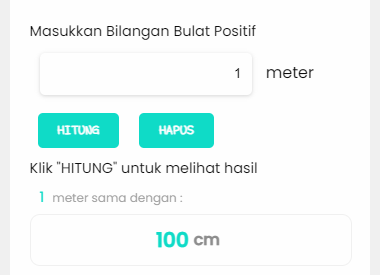 Masukkan Bilangan Bulat Positif
1 meter
HITUNG HAPUS
Klik "HITUNG" untuk melihat hasil
1 meter sama dengan :
100 cm